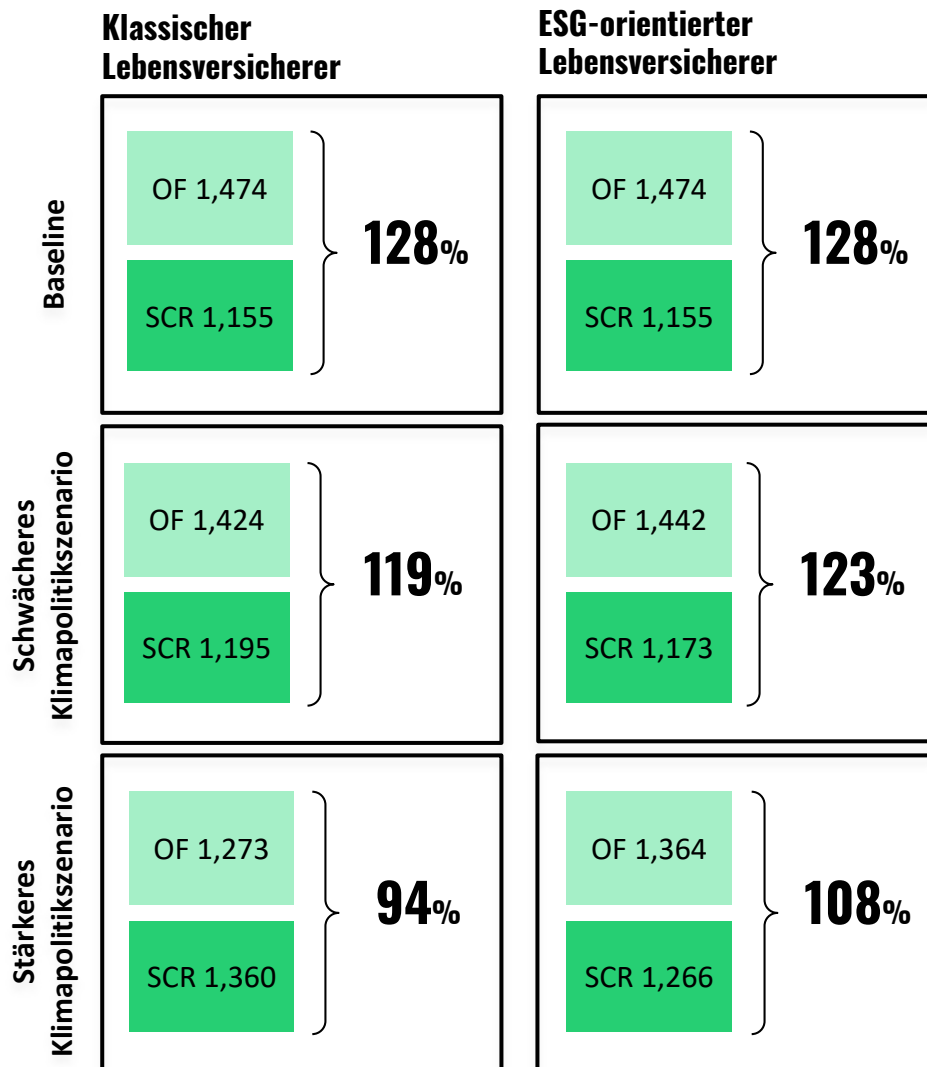 Klassischer
Lebensversicherer
ESG-orientierter
Lebensversicherer
Baseline
OF 1,474
SCR 1,155
128%
OF 1,474
SCR 1,155
128%
Schwächeres
Klimapolitikszenario
OF 1,424
SCR 1,195
119%
OF 1,442
SCR 1,173
123%
Stärkeres
Klimapolitikszenario
OF 1,273
SCR 1,360
94%
OF 1,364
SCR 1,266
108%